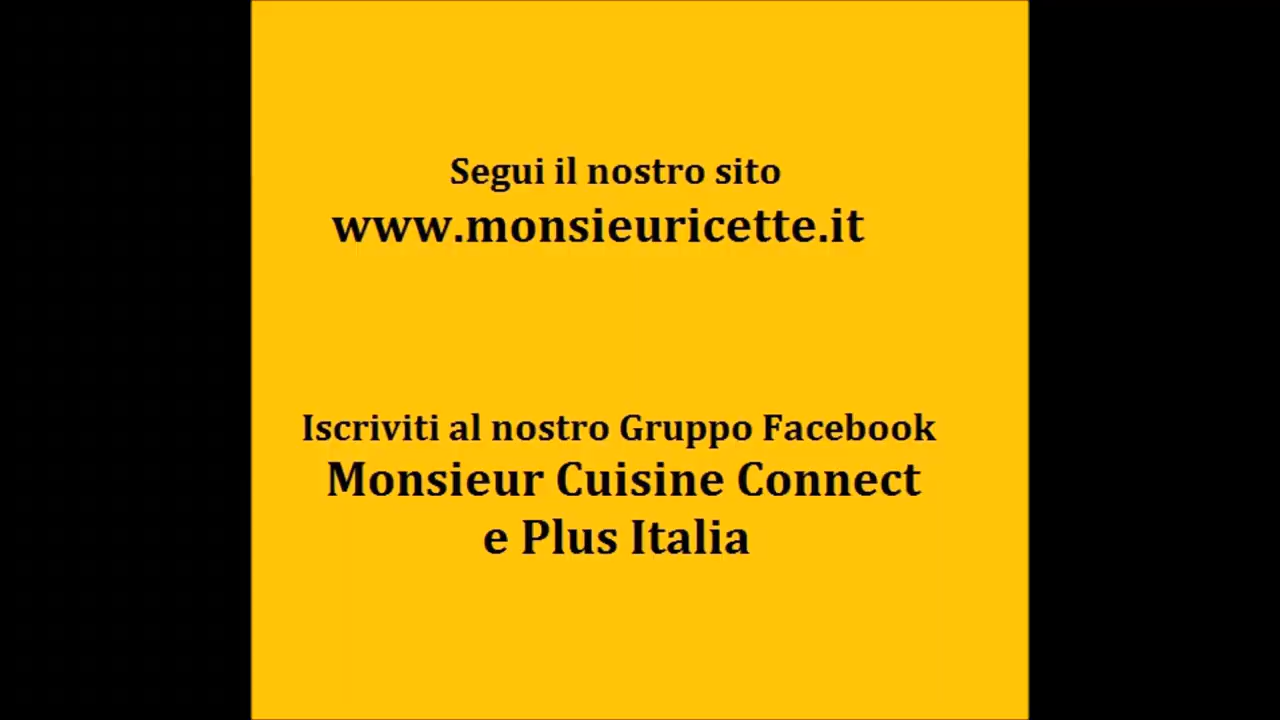 Segui il nostro sito
www.monsieuricette.it
Iscriviti al nostro Gruppo Facebook
Monsieur Cuisine Connect
e Plus Italia